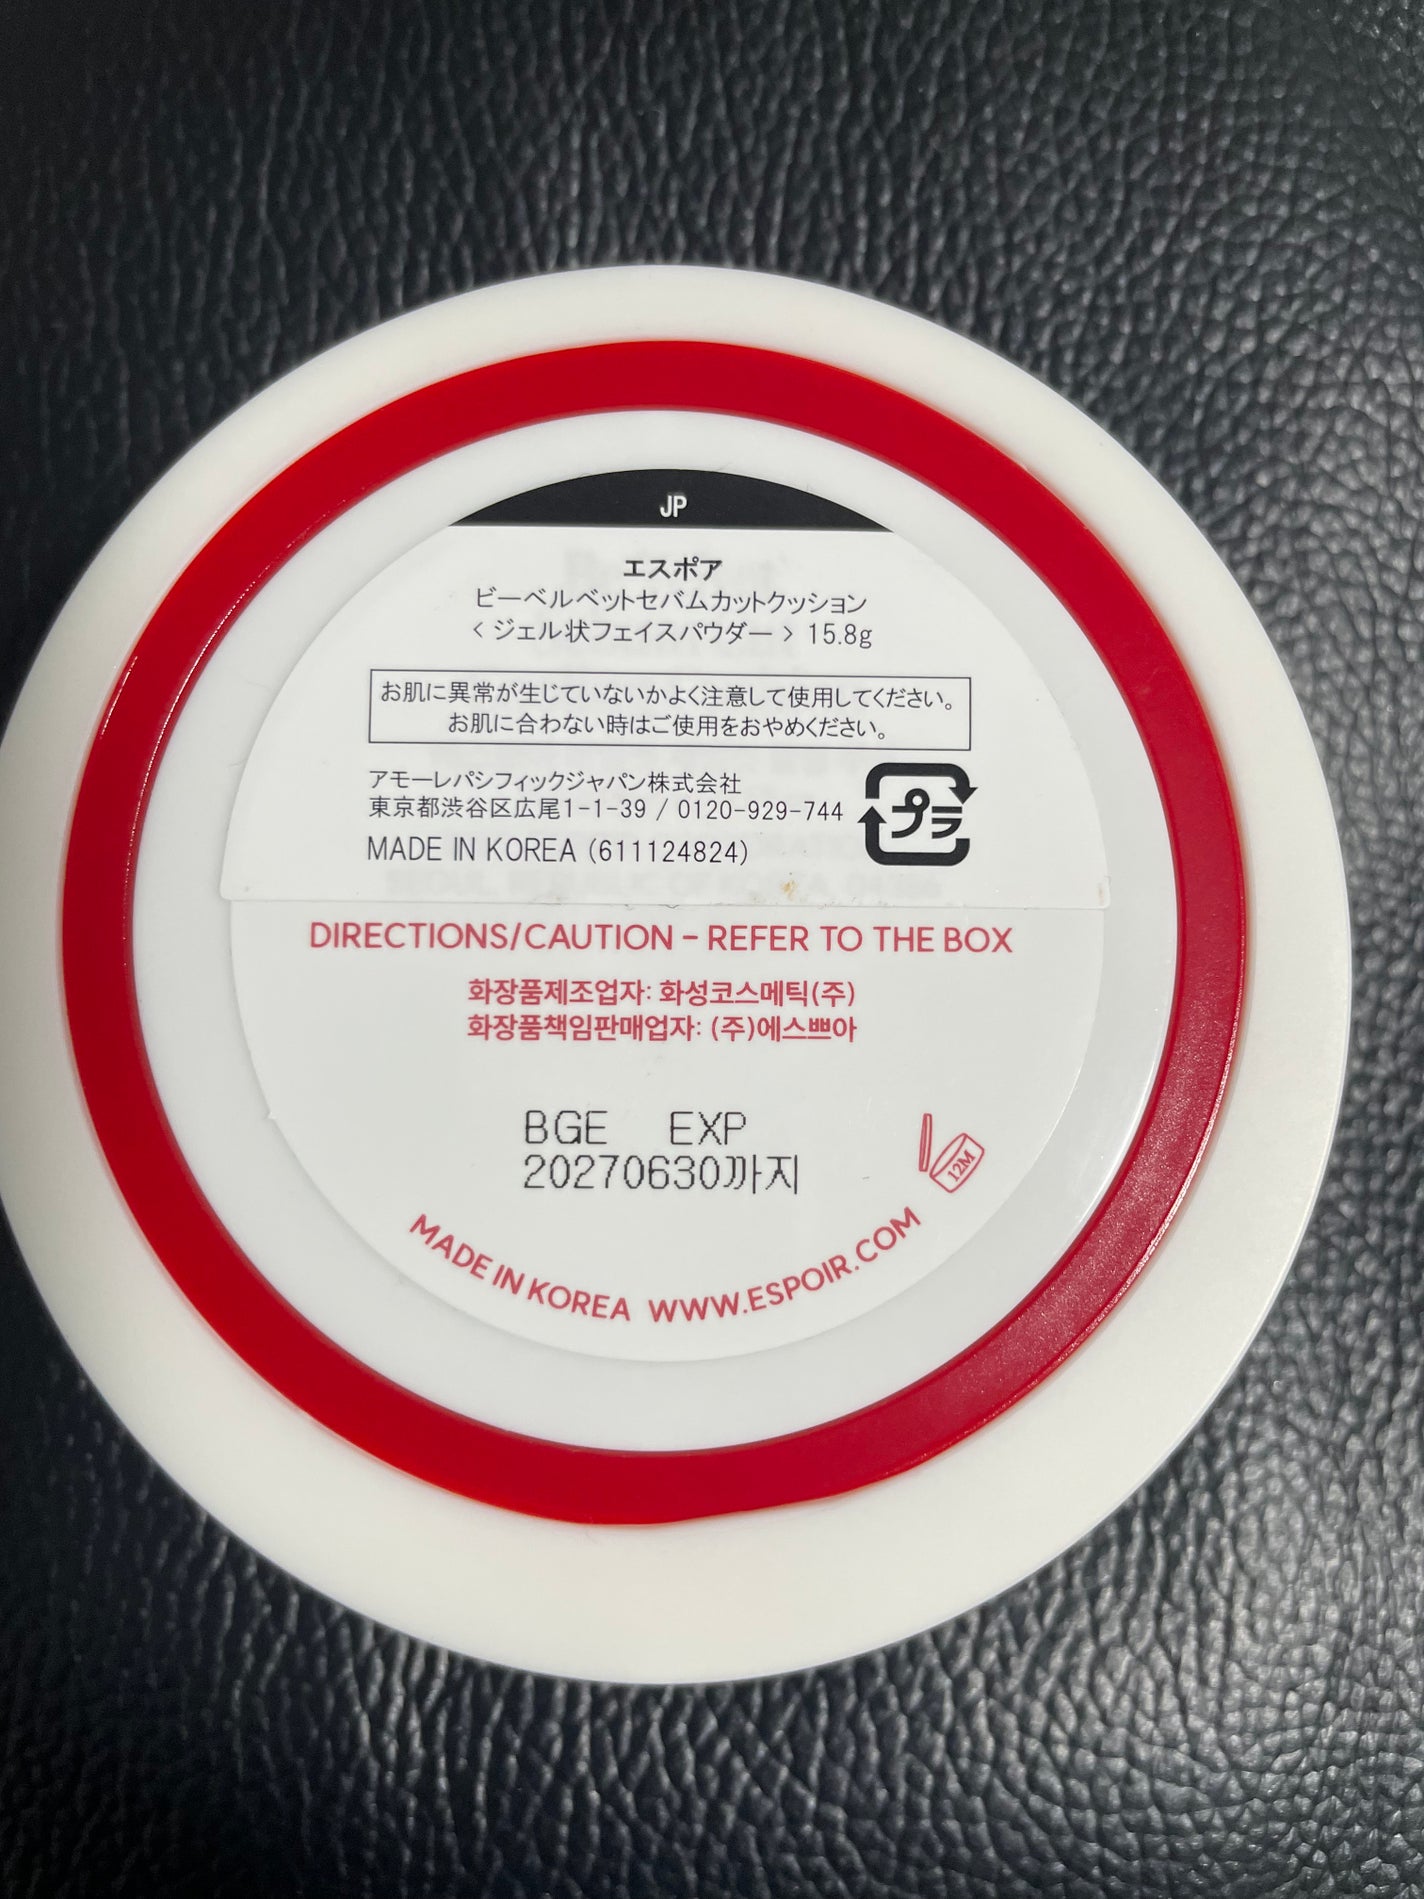 JP
エスポア
ビーベルベットセバムカットクッション
<ジェル状フェイスパウダー> 15.8g
お肌に異常が生じていないかよく注意して使用してください。
お肌に合わない時はご使用をおやめください。
アモーレパシフィックジャパン株式会社
東京都渋谷区広尾1-1-39 / 0120-929-744
プラ
MADE IN KOREA (611124824)
DIRECTIONS/CAUTION - REFER TO THE BOX
화장품제조업자: 화성코스메틱(주)
화장품책임판매업자: (주)에스쁘아
BGE EXP
20270630까지
12M
MADE IN KOREA WWW.ESPOIR.COM